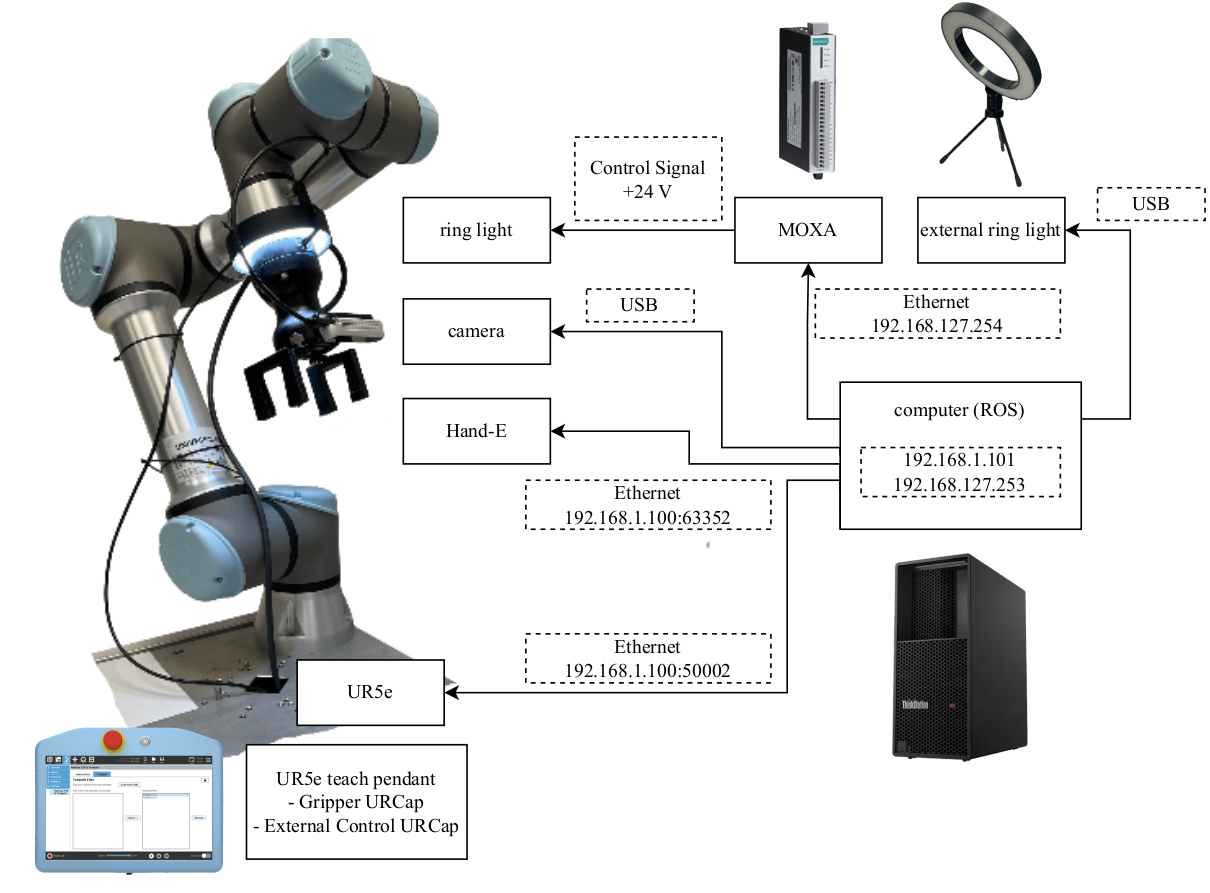 MOXA
Control Signal
+24 V
USB
ring light
MOXA
external ring light
USB
Ethernet
192.168.127.254
camera
computer (ROS)
Hand-E
192.168.1.101
192.168.127.253
Ethernet
192.168.1.100:63352
Ethernet
192.168.1.100:50002
UR5e
ThinkStation
UR5e teach pendant
- Gripper URCap
- External Control URCap